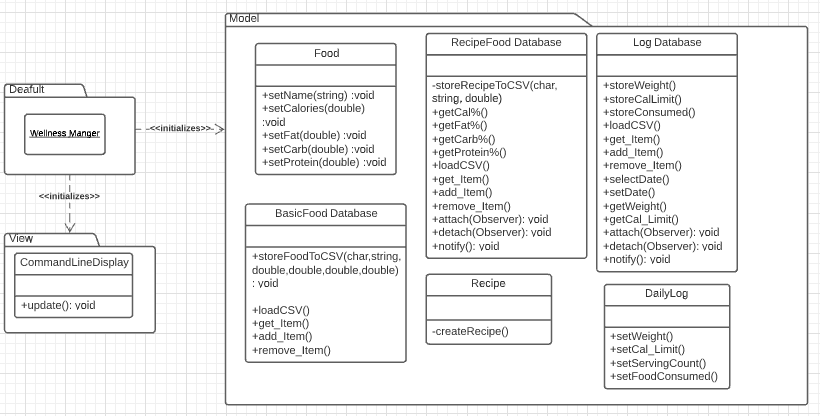 Model
Deafult
Wellness Manger
<<initializes>>
<<initializes>>
View
CommandLineDisplay
+update(): void
Food
+setName(string) :void
+setCalories(double)
:void
+setFat(double) :void
+setCarb(double) :void
+setProtein(double) :void
BasicFood Database
+storeFoodToCSV(char,string,
double,double,double,double)
: void
+loadCSV()
+get_Item()
+add_Item()
+remove_Item()
RecipeFood Database
-storeRecipeToCSV(char,
string, double)
+getCal%()
+getFat%()
+getCarb%()
+getProtein%()
+loadCSV()
+get_Item()
+add_Item()
+remove_Item()
+attach(Observer): void
+detach(Observer): void
+notify(): void
Recipe
-createRecipe()
Log Database
+storeWeight()
+storeCalLimit()
+storeConsumed()
+loadCSV()
+get_Item()
+add_Item()
+remove_Item()
+selectDate()
+setDate()
+getWeight()
+getCal_Limit()
+attach(Observer): void
+detach(Observer): void
+notify(): void
DailyLog
+setWeight()
+setCal_Limit()
+setServingCount()
+setFoodConsumed()